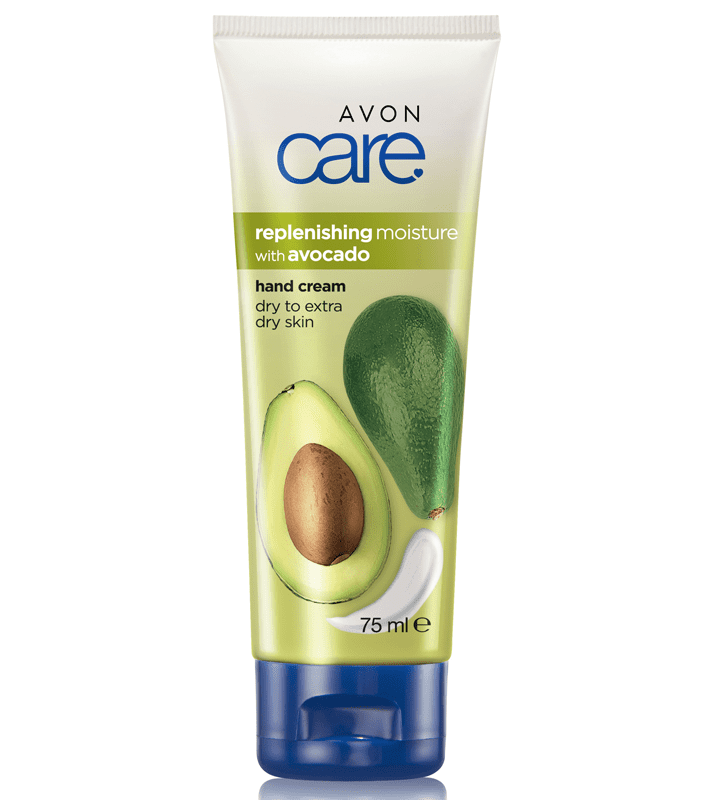 AVON
care
replenishing moisture
with avocado
hand cream
dry to extra
dry skin
75 ml ℮